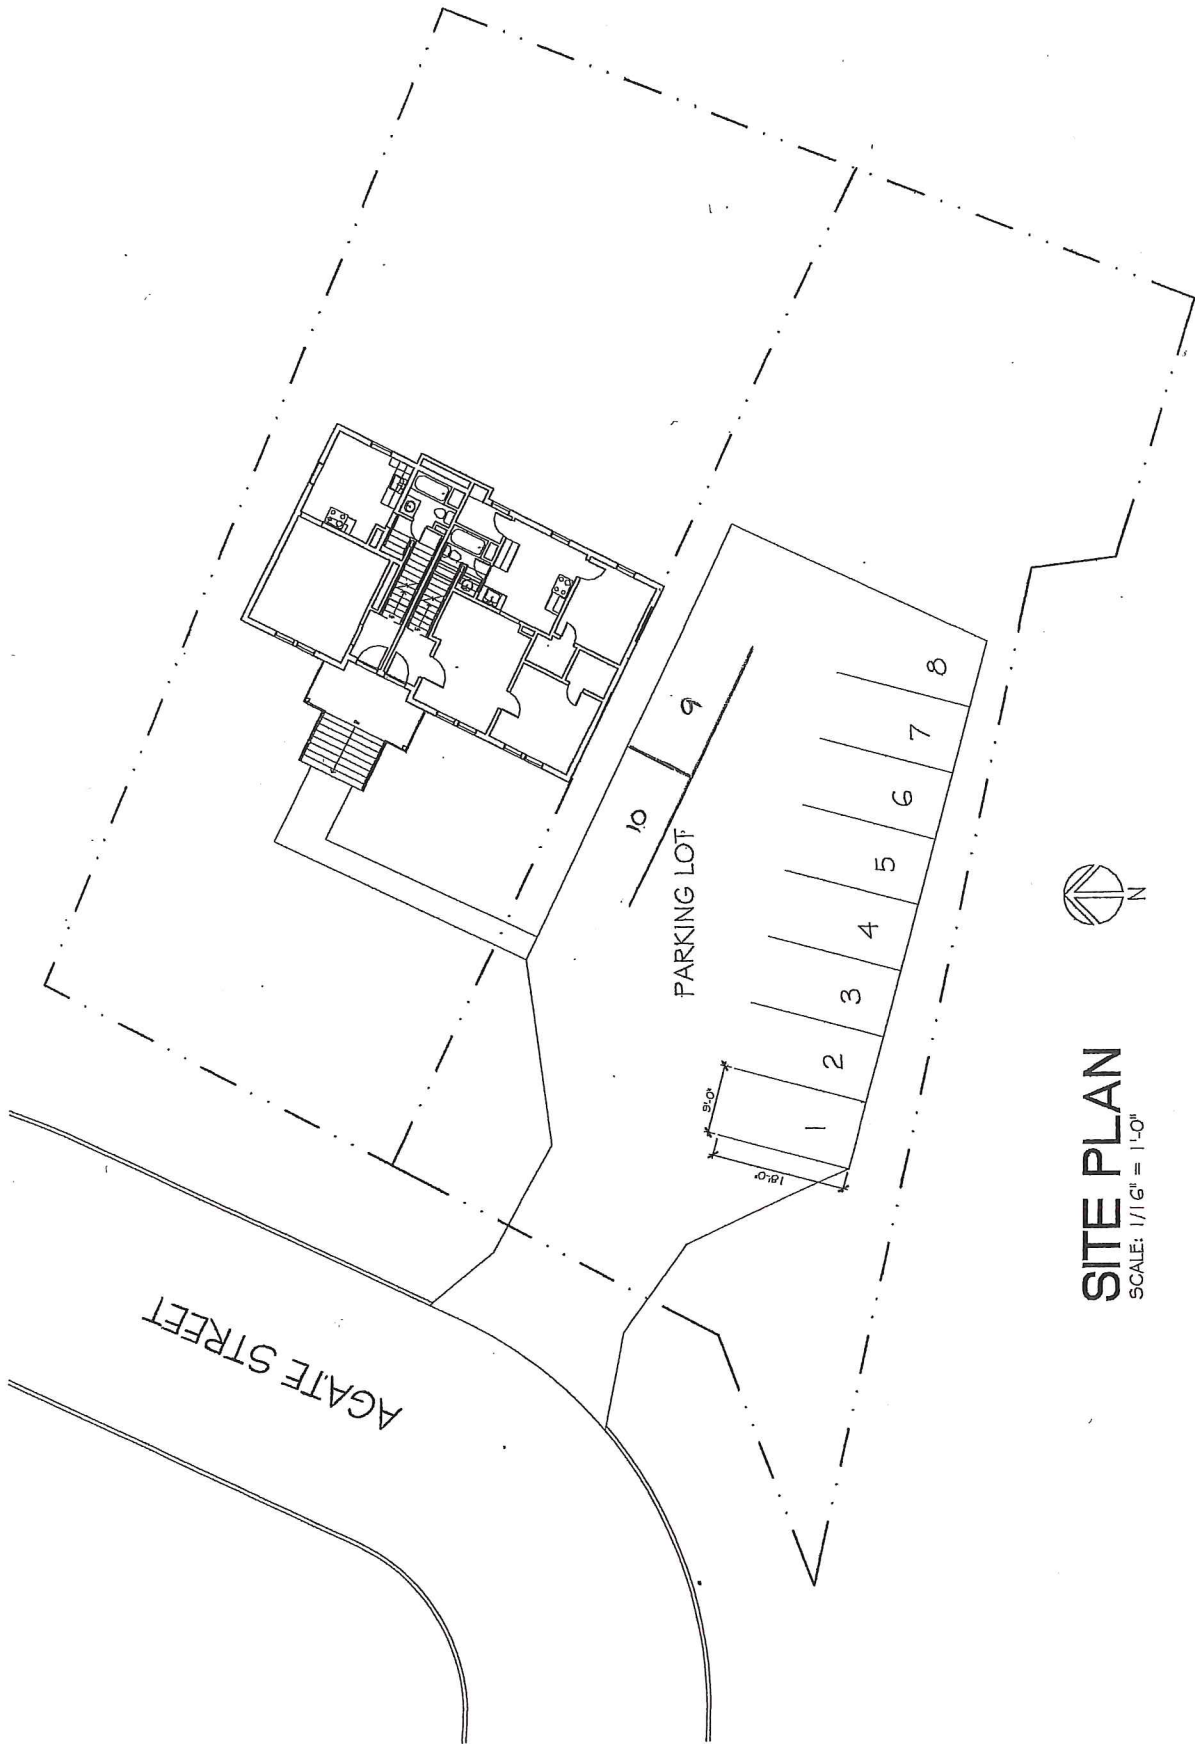 AGATE STREET
PARKING LOT
10
9
1
2
3
4
5
6
7
8
9'-0"
18'-0"
SITE PLAN
SCALE: 1/16" = 1'-0"
N